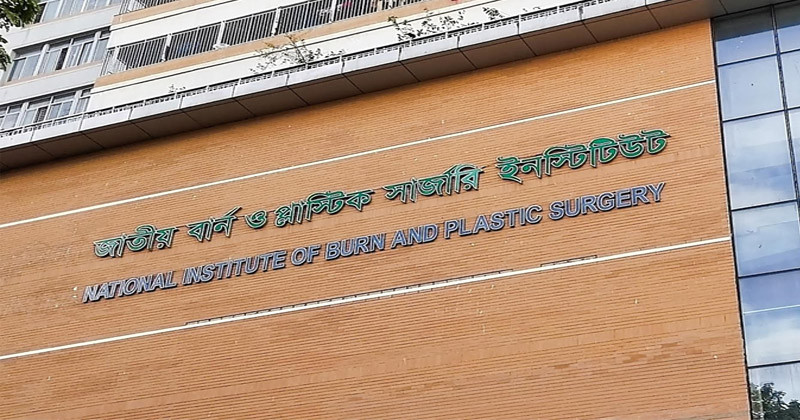 জাতীয় বার্ন ও প্লাস্টিক সার্জারি ইনস্টিটিউট
NATIONAL INSTITUTE OF BURN AND PLASTIC SURGERY